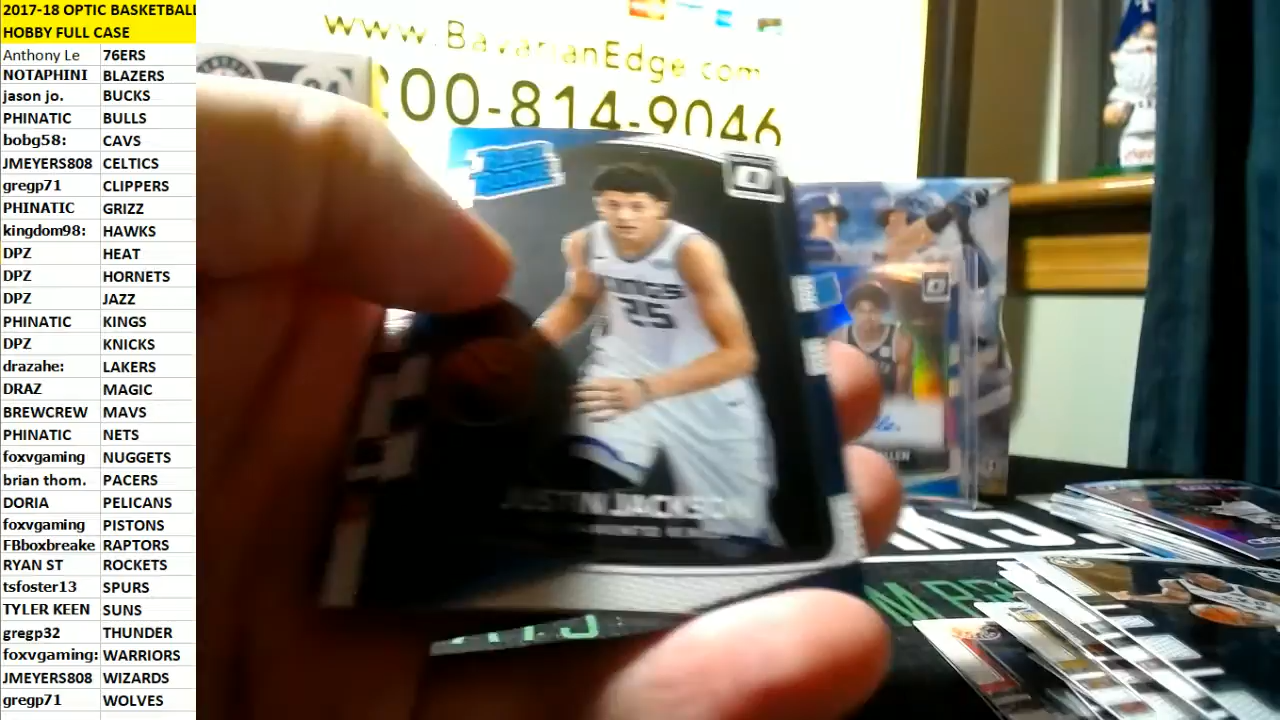 2017-18 OPTIC BASKETBALL
HOBBY FULL CASE
Anthony Le 76ERS
NOTAPHINI BLAZERS
jason jo. BUCKS
PHINATIC BULLS
bobg58: CAVS
JMEYERS808 CELTICS
gregp71 CLIPPERS
PHINATIC GRIZZ
kingdom98: HAWKS
DPZ HEAT
DPZ HORNETS
DPZ JAZZ
PHINATIC KINGS
DPZ KNICKS
drazahe: LAKERS
DRAZ MAGIC
BREWCREW MAVS
PHINATIC NETS
foxvgaming NUGGETS
brian thom. PACERS
DORIA PELICANS
foxvgaming PISTONS
FBboxbreake RAPTORS
RYAN ST ROCKETS
tsfoster13 SPURS
TYLER KEEN SUNS
gregp32 THUNDER
foxvgaming: WARRIORS
JMEYERS808 WIZARDS
gregp71 WOLVES
www.BavarianEdge.com
800-814-9046
KINGS
25
JUSTIN JACKSON